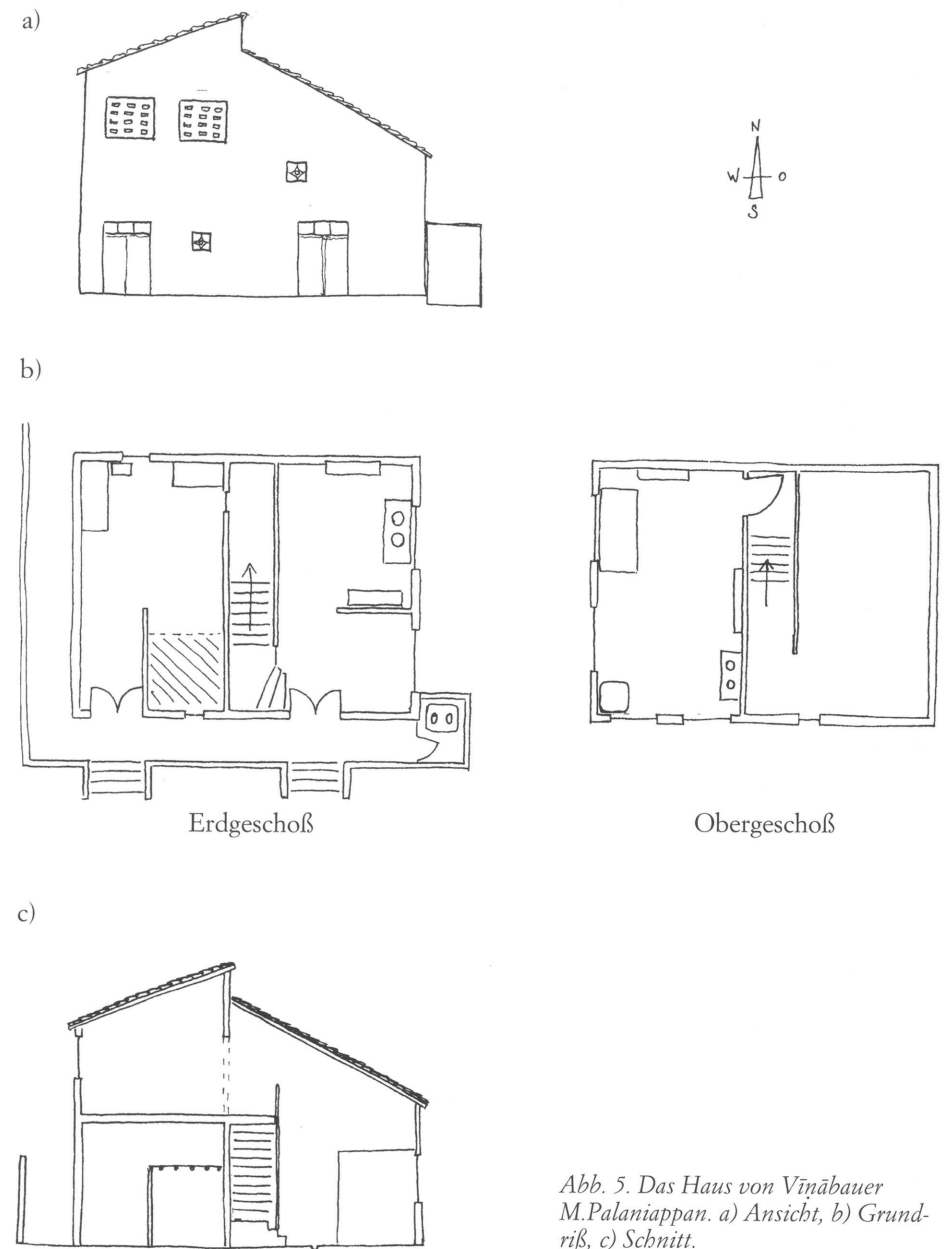 a)
N
W O
S
b)
Erdgeschoß
Obergeschoß
c)
Abb. 5. Das Haus von Vīṇābauer
M.Palaniappan. a) Ansicht, b) Grund-
riß, c) Schnitt.